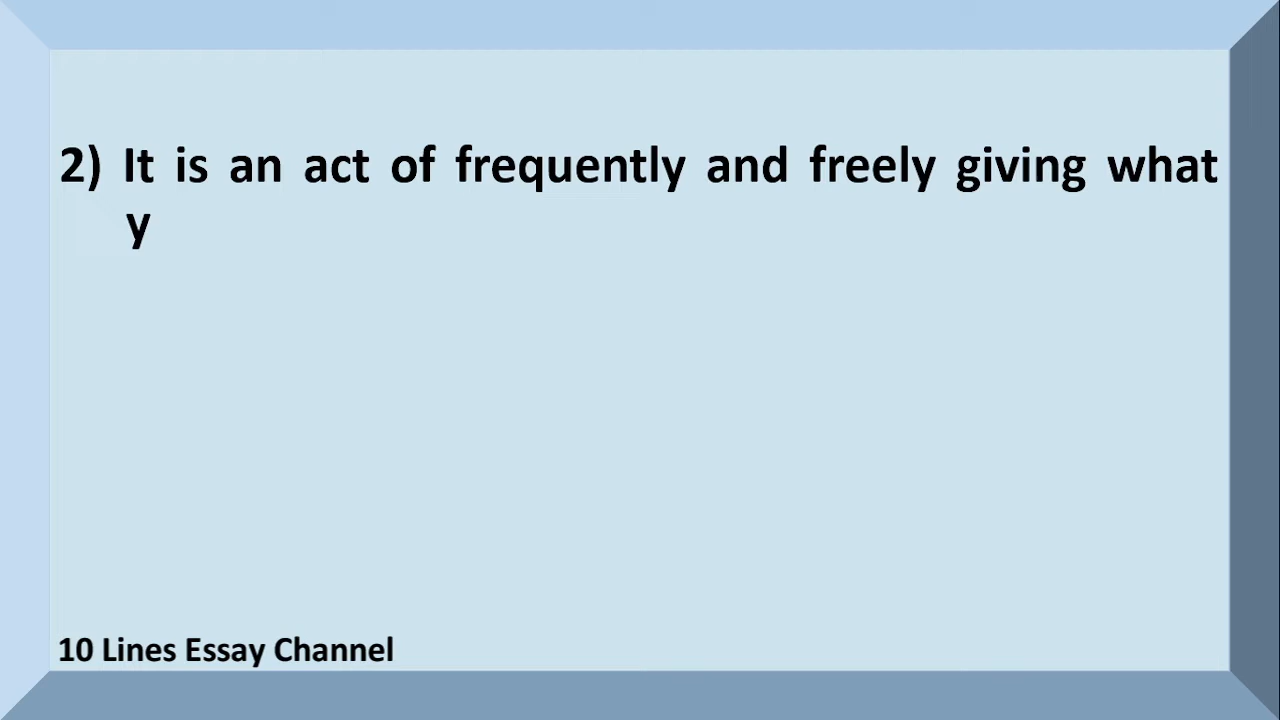 2) It is an act of frequently and freely giving what
y
10 Lines Essay Channel